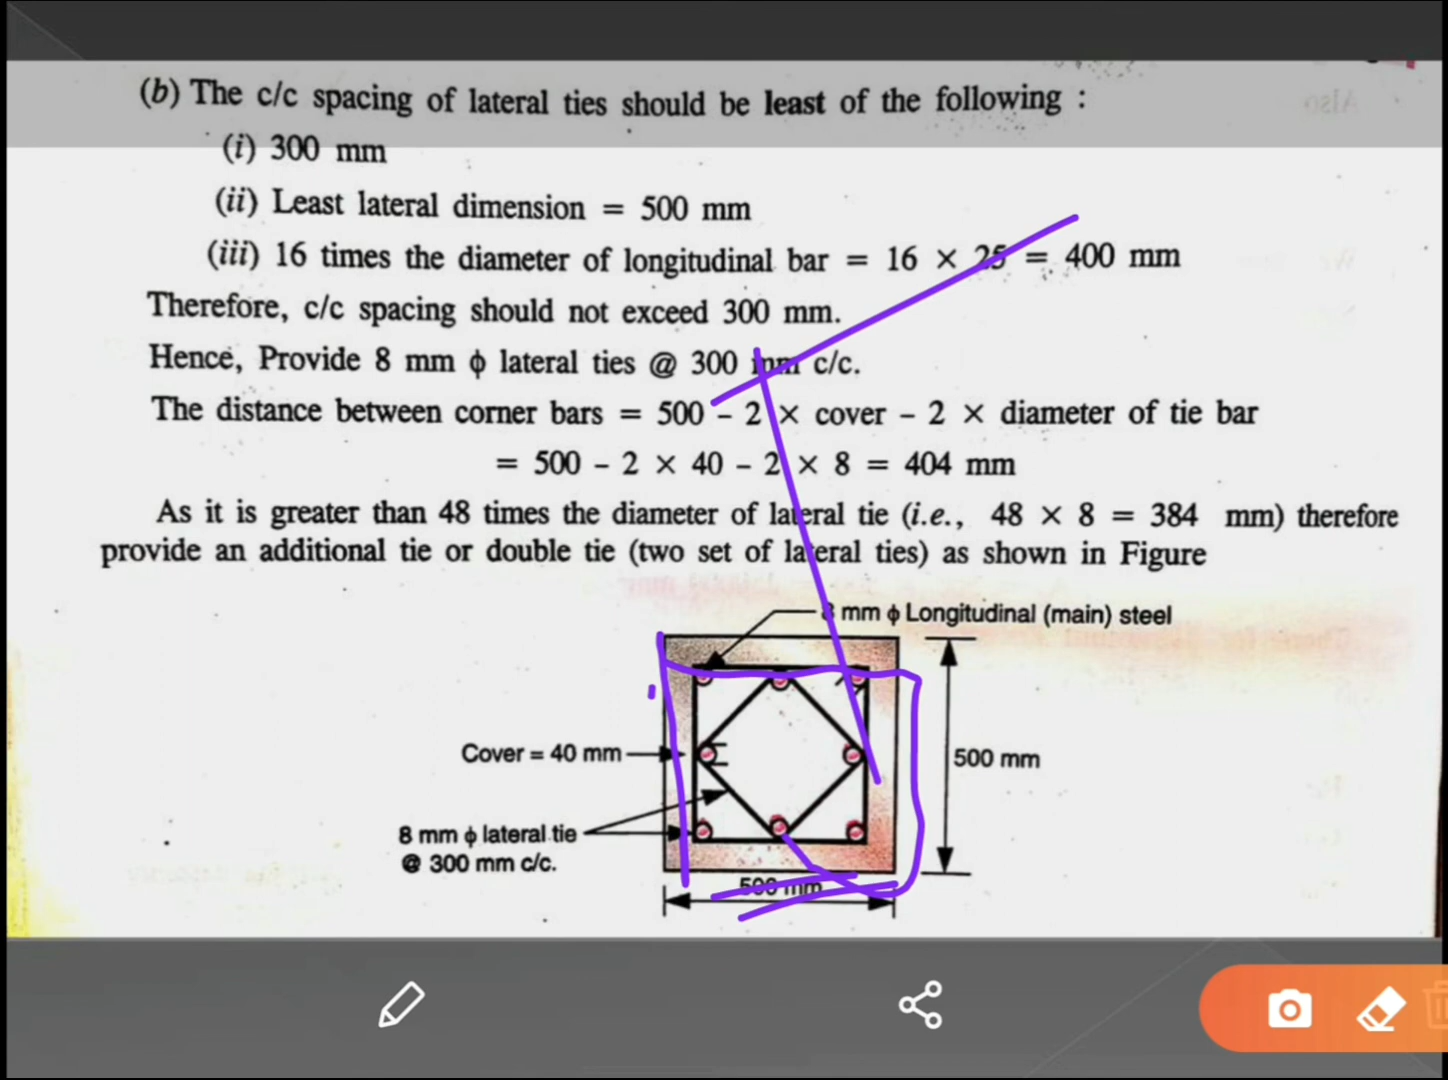 (b) The c/c spacing of lateral ties should be least of the following :
(i) 300 mm
(ii) Least lateral dimension = 500 mm
(iii) 16 times the diameter of longitudinal bar = 16 × 25 = 400 mm
Therefore, c/c spacing should not exceed 300 mm.
Hence, Provide 8 mm ϕ lateral ties @ 300 mm c/c.
The distance between corner bars = 500 – 2 × cover – 2 × diameter of tie bar
= 500 – 2 × 40 – 2 × 8 = 404 mm
As it is greater than 48 times the diameter of lateral tie (i.e., 48 × 8 = 384 mm) therefore
provide an additional tie or double tie (two set of lateral ties) as shown in Figure
mm ϕ Longitudinal (main) steel
Cover = 40 mm
500 mm
8 mm ϕ lateral tie
@ 300 mm c/c.
500 mm